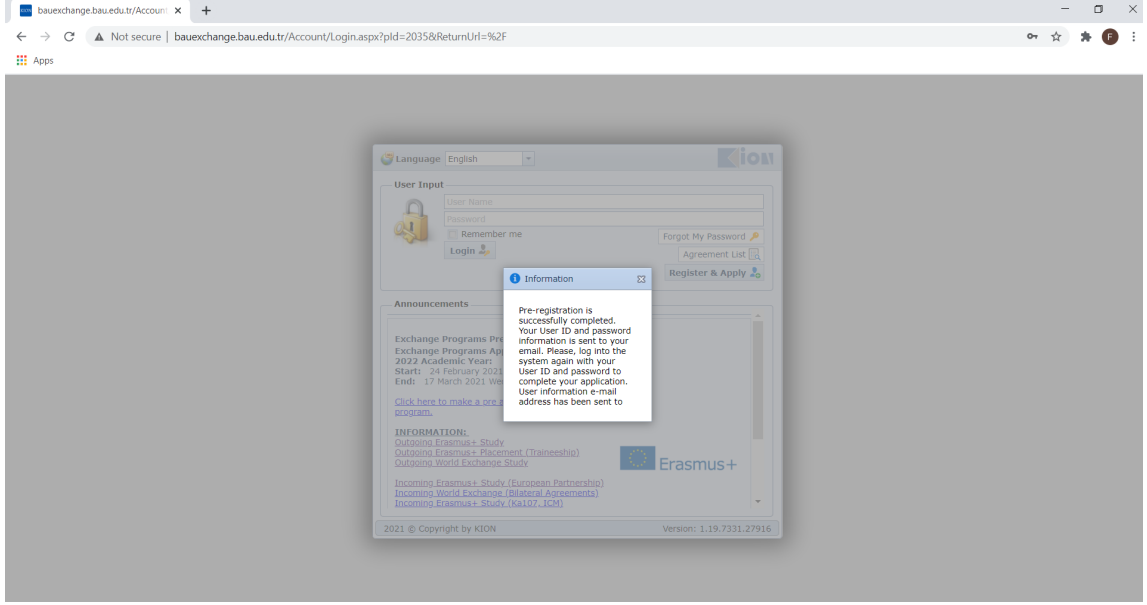 bauexchange.bau.edu.tr/Account
Not secure | bauexchange.bau.edu.tr/Account/Login.aspx?pId=2035&ReturnUrl=%2F
F
Apps
Language English
Kion
User Input
User Name
Password
Remember me
Forgot My Password
Login
Agreement List
Register & Apply
Information
Pre-registration is
successfully completed.
Your User ID and password
information is sent to your
email. Please, log into the
system again with your
User ID and password to
complete your application.
User information e-mail
address has been sent to
Announcements
Exchange Programs Pre
Exchange Programs Ap
2022 Academic Year:
Start: 24 February 2021
End: 17 March 2021 We
Click here to make a pre a
program.
INFORMATION:
Outgoing Erasmus+ Study
Outgoing Erasmus+ Placement (Traineeship)
Outgoing World Exchange Study
Erasmus+
Incoming Erasmus+ Study (European Partnership)
Incoming World Exchange (Bilateral Agreements)
Incoming Erasmus+ Study (Ka107, ICM)
2021 © Copyright by KION
Version: 1.19.7331.27916